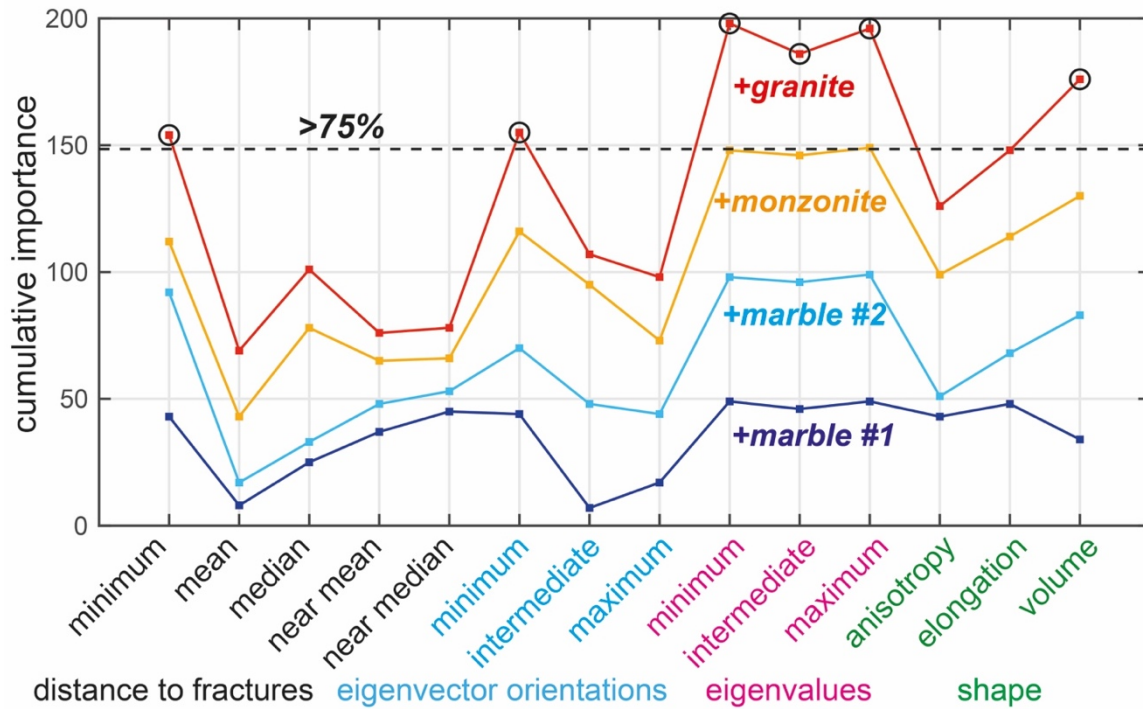 200
150
100
50
0
cumulative importance
>75%
+granite
+monzonite
+marble #2
+marble #1
minimum
mean
median
near mean
near median
minimum
intermediate
maximum
minimum
intermediate
maximum
anisotropy
elongation
volume
distance to fractures eigenvector orientations eigenvalues shape